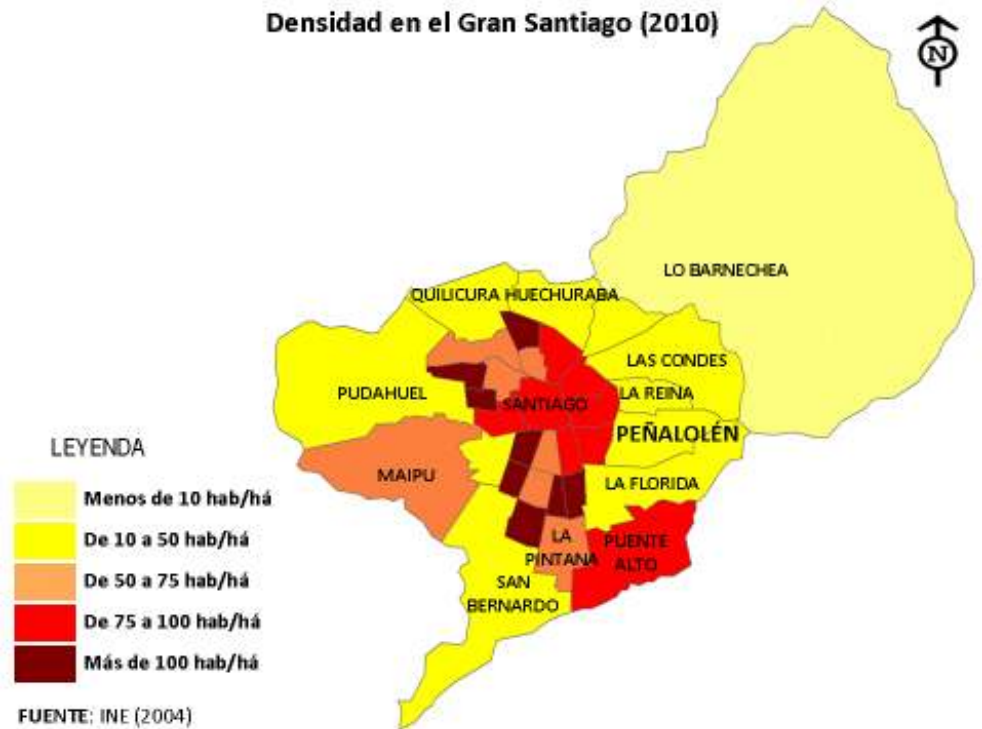 Densidad en el Gran Santiago (2010)
N
LO BARNECHEA
QUILICURA HUECHURABA
LAS CONDES
PUDAHUEL
LA REINA
SANTIAGO
PEÑALOLÉN
MAIPU
LA FLORIDA
LA
PINTANA
PUENTE
ALTO
SAN
BERNARDO
LEYENDA
Menos de 10 hab/há
De 10 a 50 hab/há
De 50 a 75 hab/há
De 75 a 100 hab/há
Más de 100 hab/há
FUENTE: INE (2004)